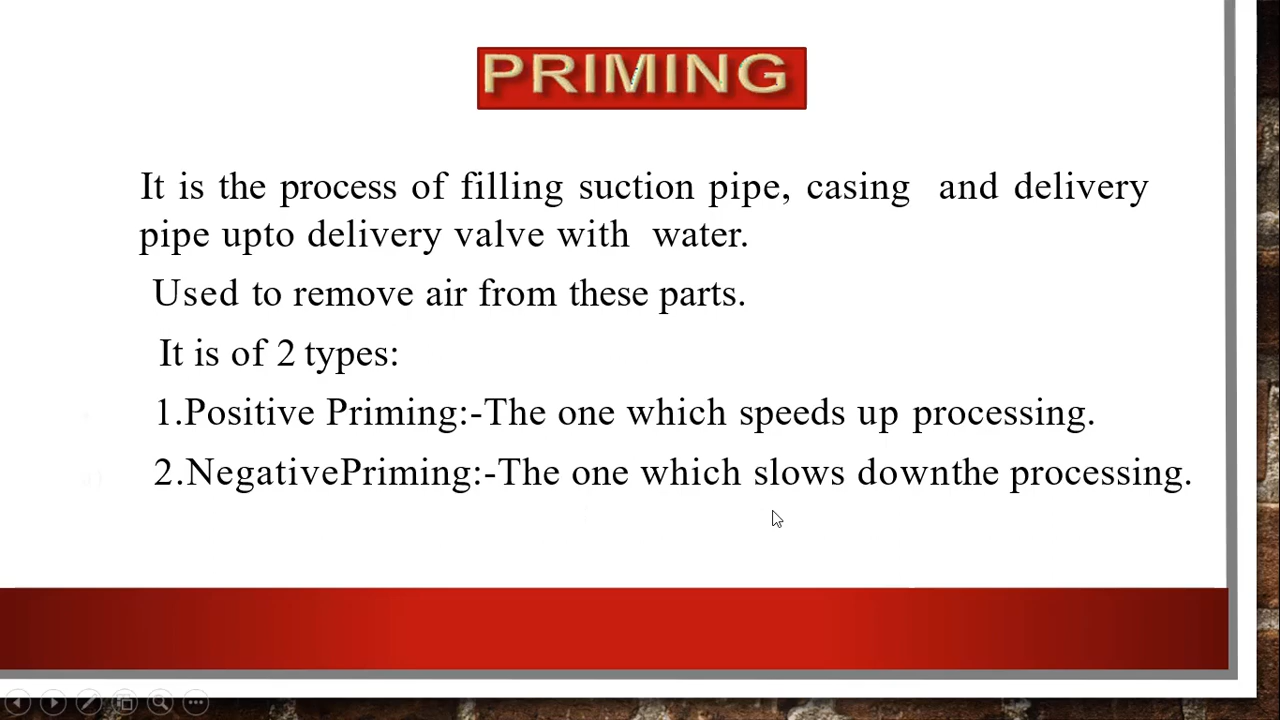 PRIMING
It is the process of filling suction pipe, casing and delivery
pipe upto delivery valve with water.
Used to remove air from these parts.
It is of 2 types:
1.Positive Priming:-The one which speeds up processing.
2.NegativePriming:-The one which slows downthe processing.